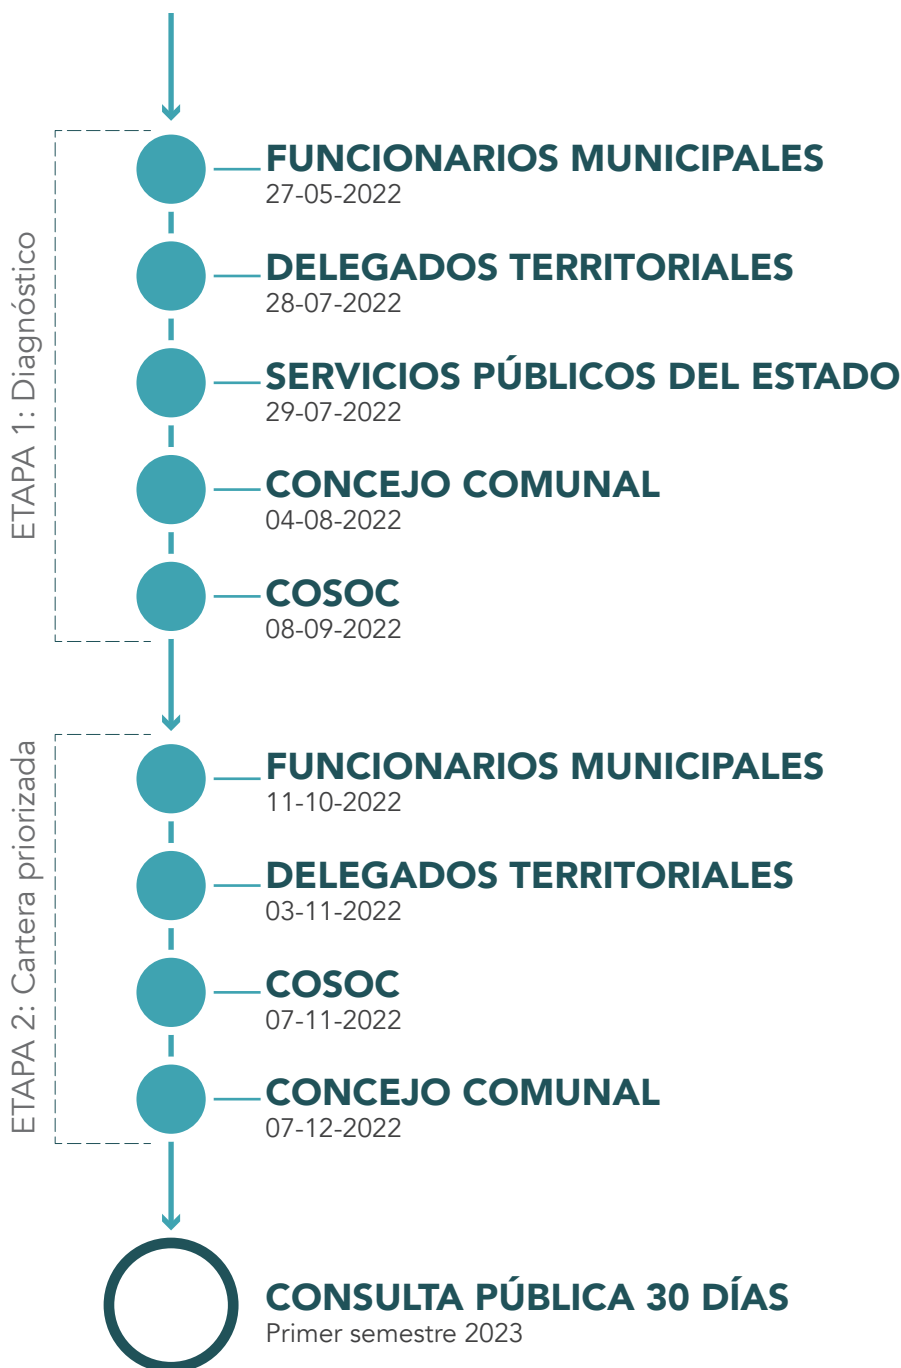 ETAPA 1: Diagnóstico
FUNCIONARIOS MUNICIPALES
27-05-2022
DELEGADOS TERRITORIALES
28-07-2022
SERVICIOS PÚBLICOS DEL ESTADO
29-07-2022
CONCEJO COMUNAL
04-08-2022
COSOC
08-09-2022
ETAPA 2: Cartera priorizada
FUNCIONARIOS MUNICIPALES
11-10-2022
DELEGADOS TERRITORIALES
03-11-2022
COSOC
07-11-2022
CONCEJO COMUNAL
07-12-2022
CONSULTA PÚBLICA 30 DÍAS
Primer semestre 2023